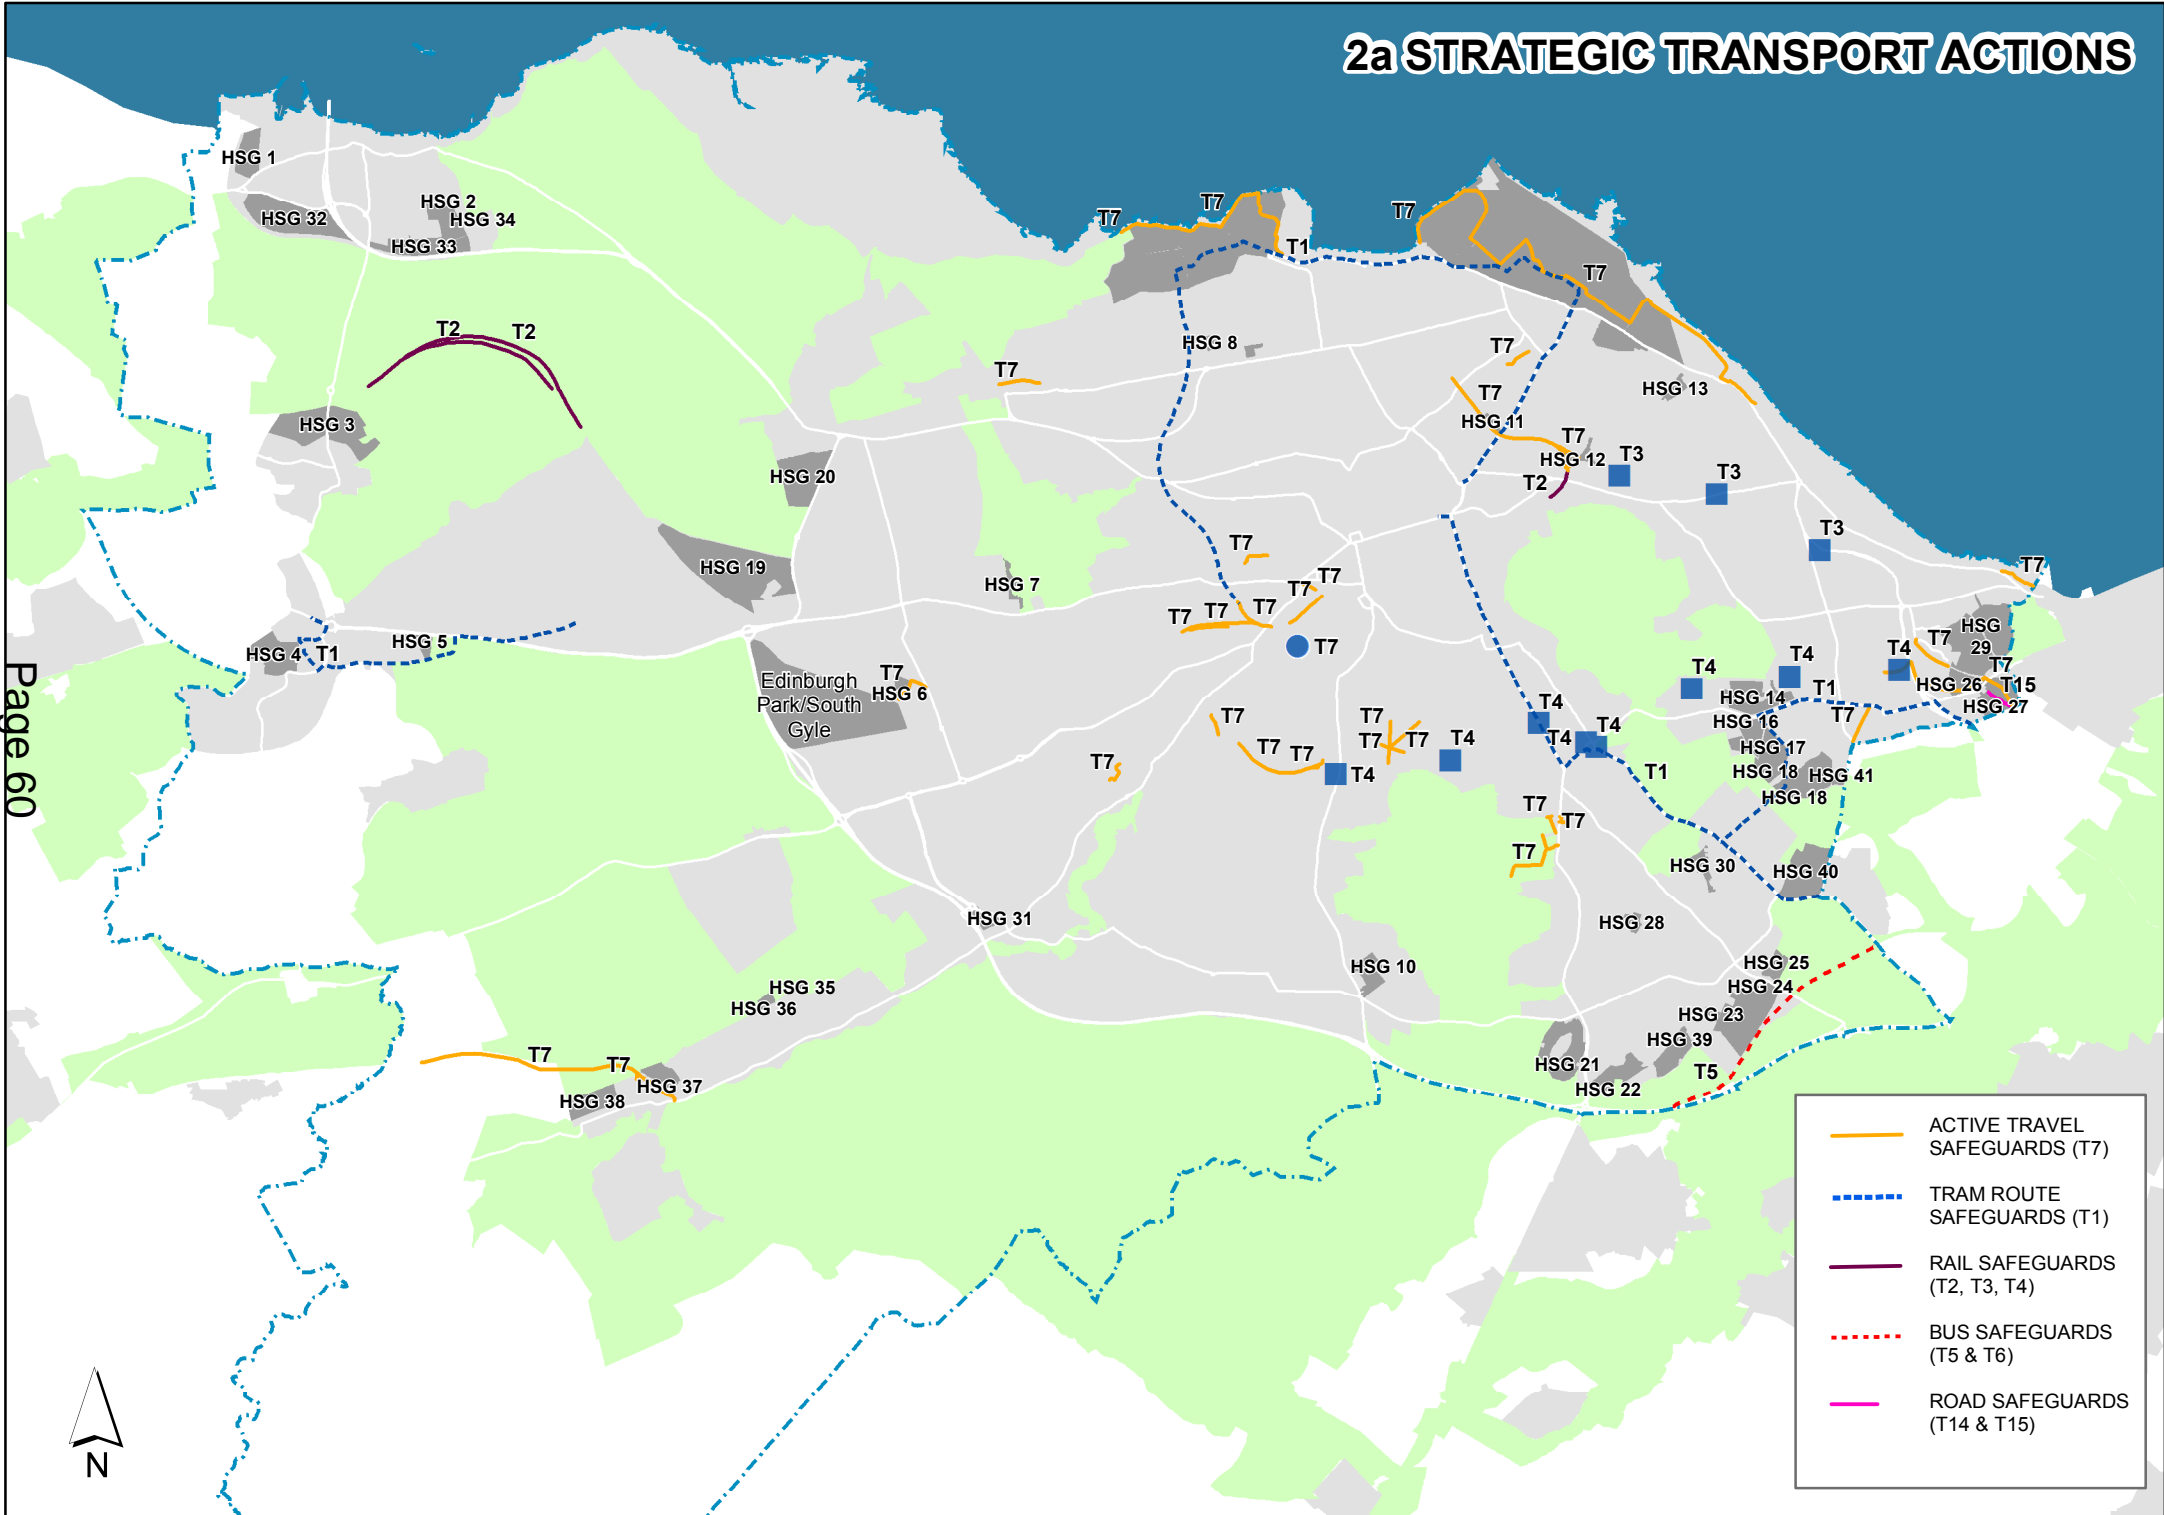 2a STRATEGIC TRANSPORT ACTIONS
HSG 1
HSG 2
HSG 32
HSG 34
HSG 33
T7
T7
T7
T1
T7
T2
T2
HSG 8
T7
T7
T7
HSG 13
HSG 3
HSG 11
T7
HSG 12
T3
HSG 20
T2
T3
T3
T7
HSG 19
HSG 7
T7
T7
T7
T7
T7
T7
HSG 5
HSG 4
T1
T7
HSG
29
T7
T4
T4
T4
T7
HSG 26
T15
HSG 27
Edinburgh
Park/South
Gyle
T7
HSG 6
HSG 14
T1
HSG 16
T7
T7
T7
T4
T4
T4
T7
T7
T4
HSG 17
T7
T7
T7
T4
T1
HSG 18
HSG 41
HSG 18
Page 60
T7
T7
T7
HSG 30
HSG 40
HSG 31
HSG 28
HSG 10
HSG 25
HSG 35
HSG 24
HSG 36
HSG 23
HSG 39
T7
T7
HSG 37
HSG 38
HSG 21
HSG 22
T5
ACTIVE TRAVEL
SAFEGUARDS (T7)
TRAM ROUTE
SAFEGUARDS (T1)
RAIL SAFEGUARDS
(T2, T3, T4)
BUS SAFEGUARDS
(T5 & T6)
ROAD SAFEGUARDS
(T14 & T15)
N